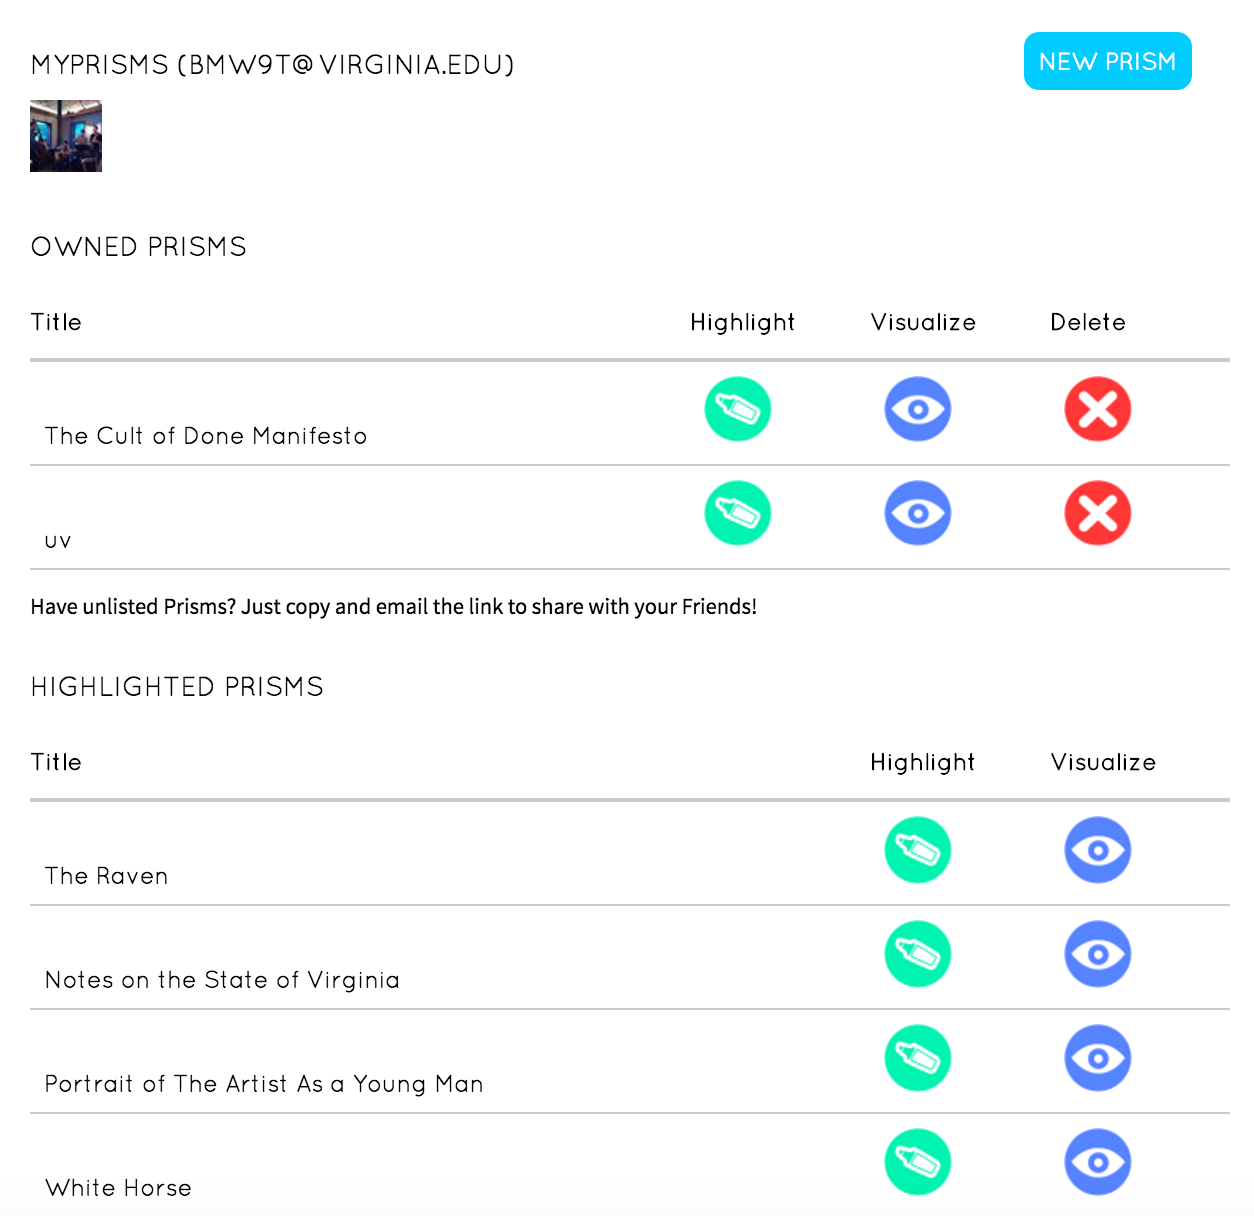 MYPRISMS (BMW9T@VIRGINIA.EDU)
NEW PRISM
OWNED PRISMS
Title Highlight Visualize Delete
The Cult of Done Manifesto
uv
Have unlisted Prisms? Just copy and email the link to share with your Friends!
HIGHLIGHTED PRISMS
Title Highlight Visualize
The Raven
Notes on the State of Virginia
Portrait of The Artist As a Young Man
White Horse